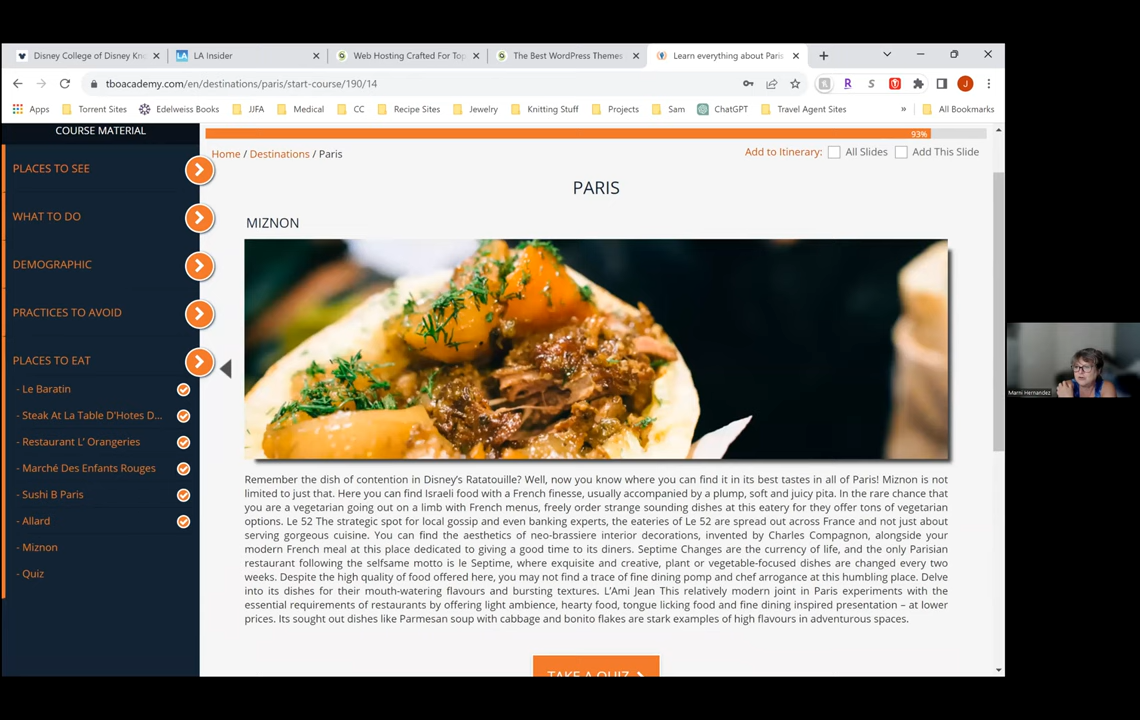 Disney College of Disney Kno
LA Insider
Web Hosting Crafted For Top
The Best WordPress Themes
Learn everything about Paris
tboacademy.com/en/destinations/paris/start-course/190/14
Apps
Torrent Sites
Edelweiss Books
JJFA
Medical
CC
Recipe Sites
Jewelry
Knitting Stuff
Projects
Sam
ChatGPT
Travel Agent Sites
»
All Bookmarks
COURSE MATERIAL
93%
Home / Destinations / Paris
Add to Itinerary: All Slides Add This Slide
PLACES TO SEE
WHAT TO DO
DEMOGRAPHIC
PRACTICES TO AVOID
PLACES TO EAT
- Le Baratin
- Steak At La Table D'Hotes D...
- Restaurant L' Orangeries
- Marché Des Enfants Rouges
- Sushi B Paris
- Allard
- Miznon
- Quiz
PARIS
MIZNON
Remember the dish of contention in Disney's Ratatouille? Well, now you know where you can find it in its best tastes in all of Paris! Miznon is not
limited to just that. Here you can find Israeli food with a French finesse, usually accompanied by a plump, soft and juicy pita. In the rare chance that
you are a vegetarian going out on a limb with French menus, freely order strange sounding dishes at this eatery for they offer tons of vegetarian
options. Le 52 The strategic spot for local gossip and even banking experts, the eateries of Le 52 are spread out across France and not just about
serving gorgeous cuisine. You can find the aesthetics of neo-brassiere interior decorations, invented by Charles Compagnon, alongside your
modern French meal at this place dedicated to giving a good time to its diners. Septime Changes are the currency of life, and the only Parisian
restaurant following the selfsame motto is le Septime, where exquisite and creative, plant or vegetable-focused dishes are changed every two
weeks. Despite the high quality of food offered here, you may not find a trace of fine dining pomp and chef arrogance at this humbling place. Delve
into its dishes for their mouth-watering flavours and bursting textures. L'Ami Jean This relatively modern joint in Paris experiments with the
essential requirements of restaurants by offering light ambience, hearty food, tongue licking food and fine dining inspired presentation – at lower
prices. Its sought out dishes like Parmesan soup with cabbage and bonito flakes are stark examples of high flavours in adventurous spaces.
TAKE A QUIZ
Marni Hernandez